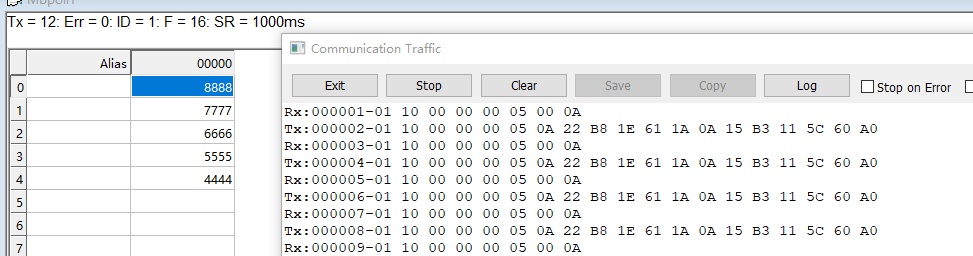 Mbpoll1
Tx = 12: Err = 0: ID = 1: F = 16: SR = 1000ms
Alias 00000
0 8888
1 7777
2 6666
3 5555
4 4444
5
6
7
Communication Traffic
Exit Stop Clear Save Copy Log Stop on Error
Rx:000001-01 10 00 00 00 05 00 0A
Tx:000002-01 10 00 00 00 05 0A 22 B8 1E 61 1A 0A 15 B3 11 5C 60 A0
Rx:000003-01 10 00 00 00 05 00 0A
Tx:000004-01 10 00 00 00 05 0A 22 B8 1E 61 1A 0A 15 B3 11 5C 60 A0
Rx:000005-01 10 00 00 00 05 00 0A
Tx:000006-01 10 00 00 00 05 0A 22 B8 1E 61 1A 0A 15 B3 11 5C 60 A0
Rx:000007-01 10 00 00 00 05 00 0A
Tx:000008-01 10 00 00 00 05 0A 22 B8 1E 61 1A 0A 15 B3 11 5C 60 A0
Rx:000009-01 10 00 00 00 05 00 0A